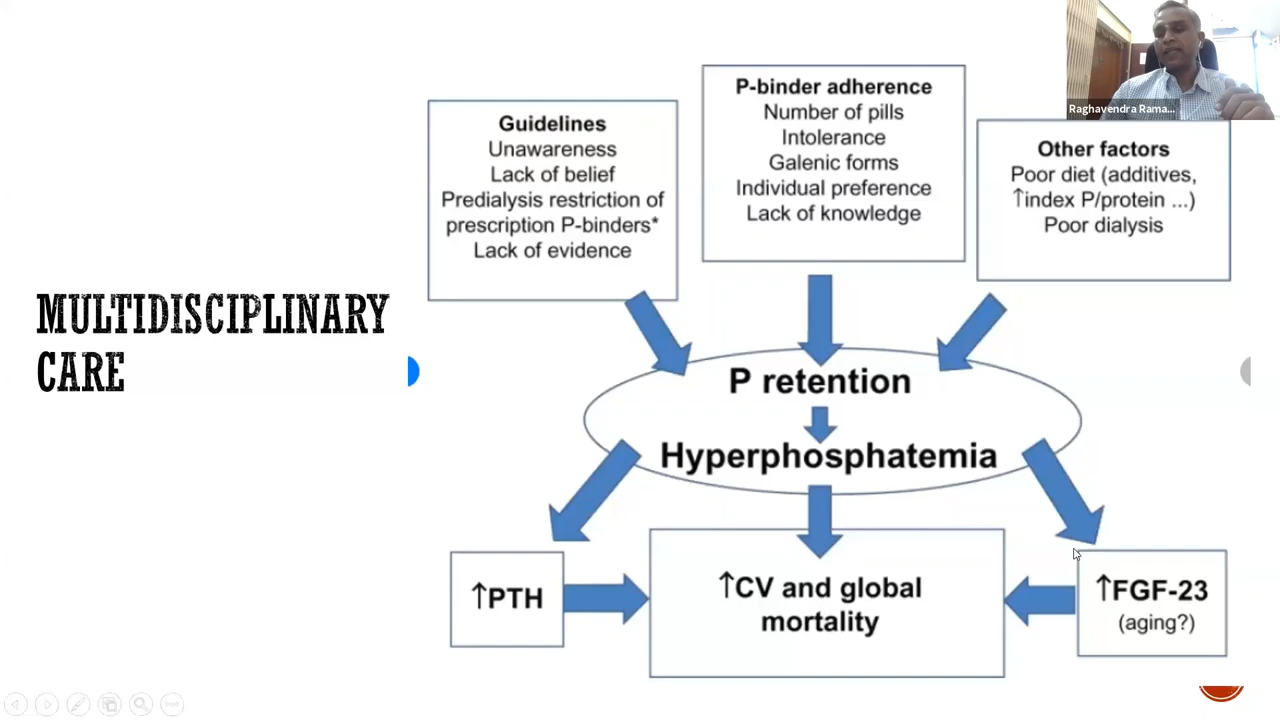 Raghavendra Rama...
MULTIDISCIPLINARY
CARE
Guidelines
Unawareness
Lack of belief
Predialysis restriction of
prescription P-binders*
Lack of evidence
P-binder adherence
Number of pills
Intolerance
Galenic forms
Individual preference
Lack of knowledge
Other factors
Poor diet (additives,
↑index P/protein ...)
Poor dialysis
P retention
Hyperphosphatemia
↑PTH
↑CV and global
mortality
↑FGF-23
(aging?)